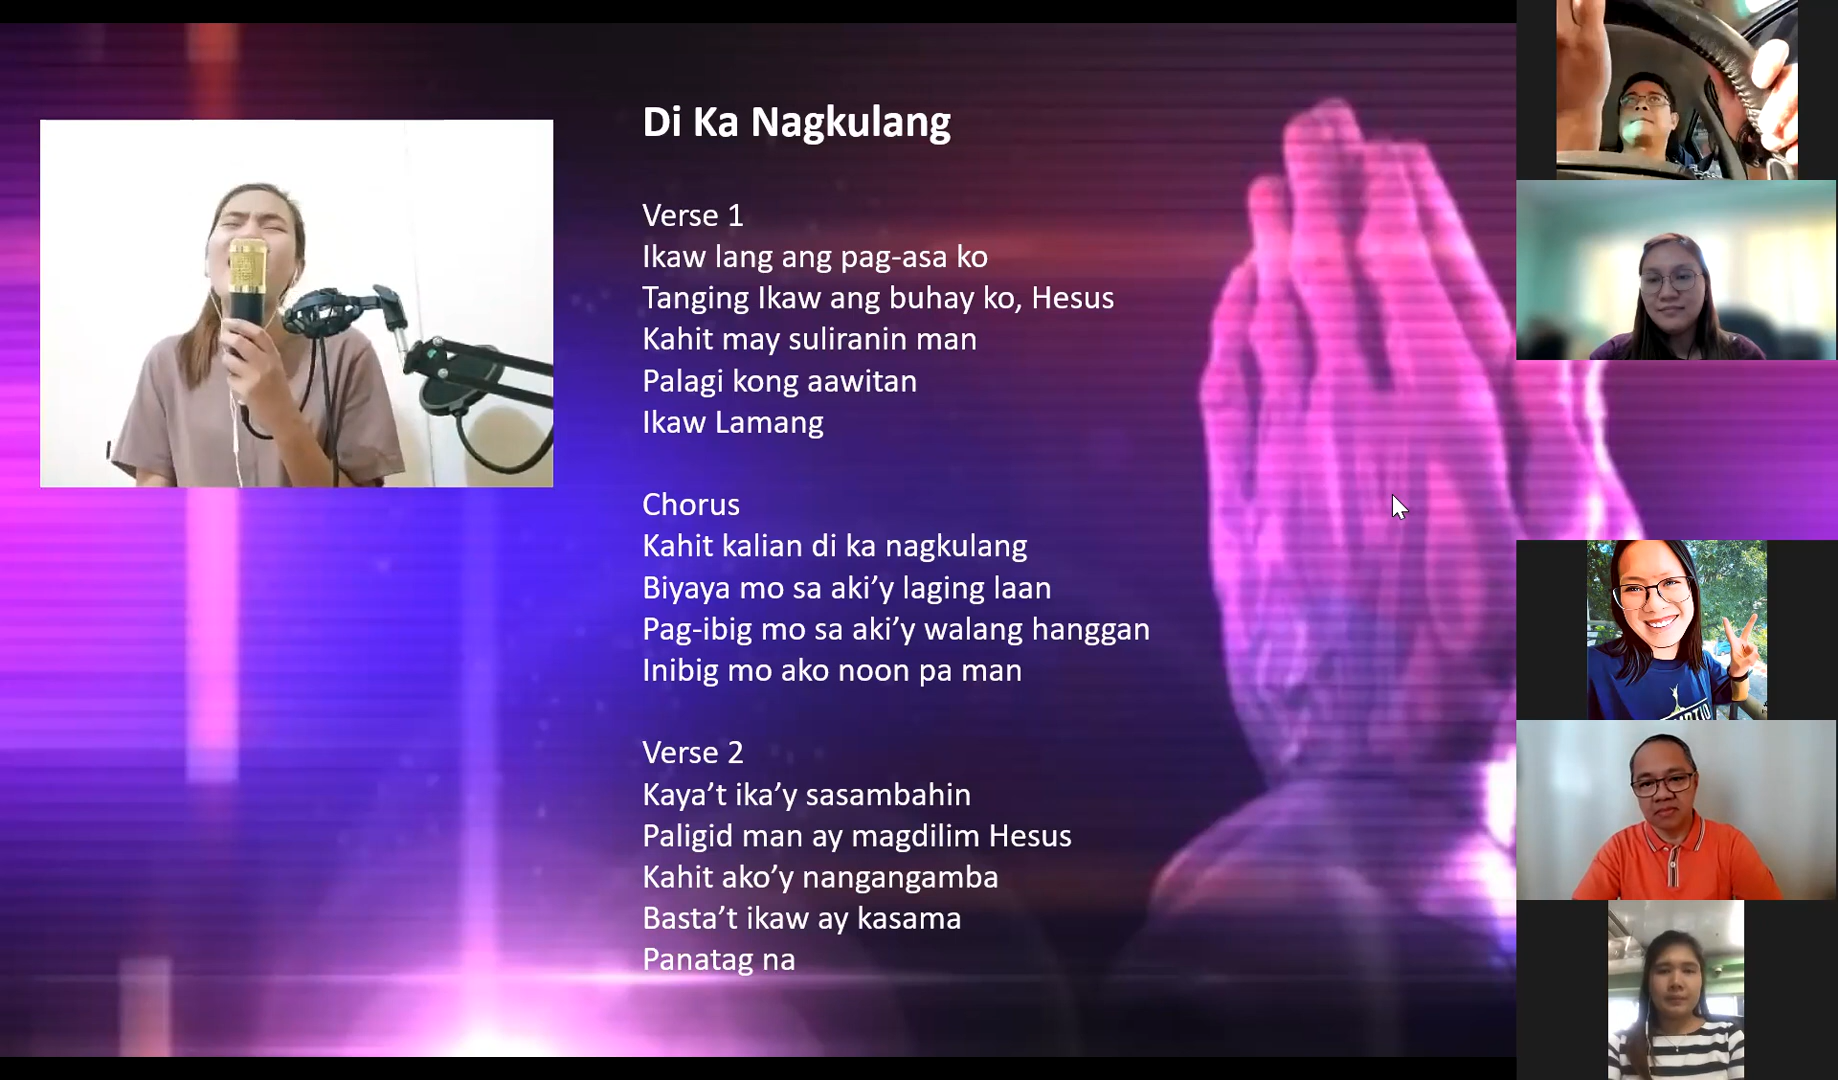 Di Ka Nagkulang
Verse 1
Ikaw lang ang pag-asa ko
Tanging Ikaw ang buhay ko, Hesus
Kahit may suliranin man
Palagi kong aawitan
Ikaw Lamang
Chorus
Kahit kalian di ka nagkulang
Biyaya mo sa aki’y laging laan
Pag-ibig mo sa aki’y walang hanggan
Inibig mo ako noon pa man
Verse 2
Kaya’t ika’y sasambahin
Paligid man ay magdilim Hesus
Kahit ako’y nangangamba
Basta’t ikaw ay kasama
Panatag na